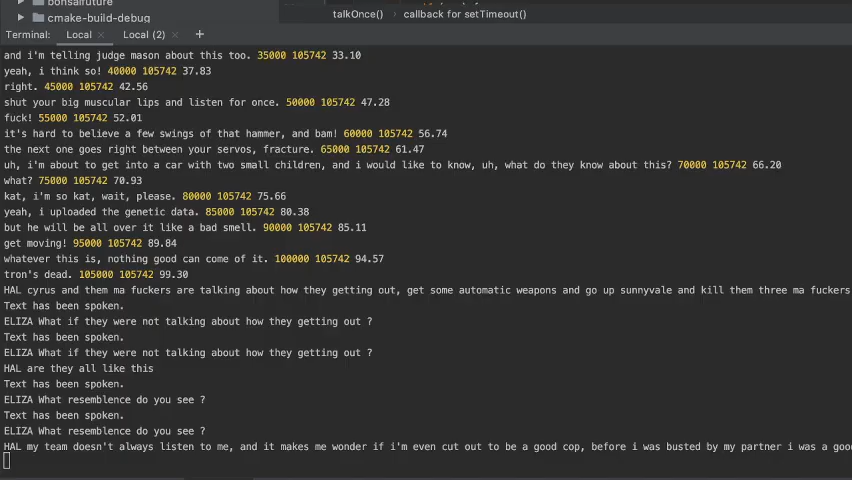 bonsaifuture
cmake-build-debug
talkOnce() callback for setTimeout()
Terminal: Local × Local (2) × +
and i'm telling judge mason about this too. 35000 105742 33.10
yeah, i think so! 40000 105742 37.83
right. 45000 105742 42.56
shut your big muscular lips and listen for once. 50000 105742 47.28
fuck! 55000 105742 52.01
it's hard to believe a few swings of that hammer, and bam! 60000 105742 56.74
the next one goes right between your servos, fracture. 65000 105742 61.47
uh, i'm about to get into a car with two small children, and i would like to know, uh, what do they know about this? 70000 105742 66.20
what? 75000 105742 70.93
kat, i'm so kat, wait, please. 80000 105742 75.66
yeah, i uploaded the genetic data. 85000 105742 80.38
but he will be all over it like a bad smell. 90000 105742 85.11
get moving! 95000 105742 89.84
whatever this is, nothing good can come of it. 100000 105742 94.57
tron's dead. 105000 105742 99.30
HAL cyrus and them ma fuckers are talking about how they getting out, get some automatic weapons and go up sunnyvale and kill them three ma fuckers
Text has been spoken.
ELIZA What if they were not talking about how they getting out ?
Text has been spoken.
ELIZA What if they were not talking about how they getting out ?
HAL are they all like this
Text has been spoken.
ELIZA What resemblence do you see ?
Text has been spoken.
ELIZA What resemblence do you see ?
HAL my team doesn't always listen to me, and it makes me wonder if i'm even cut out to be a good cop, before i was busted by my partner i was a goo